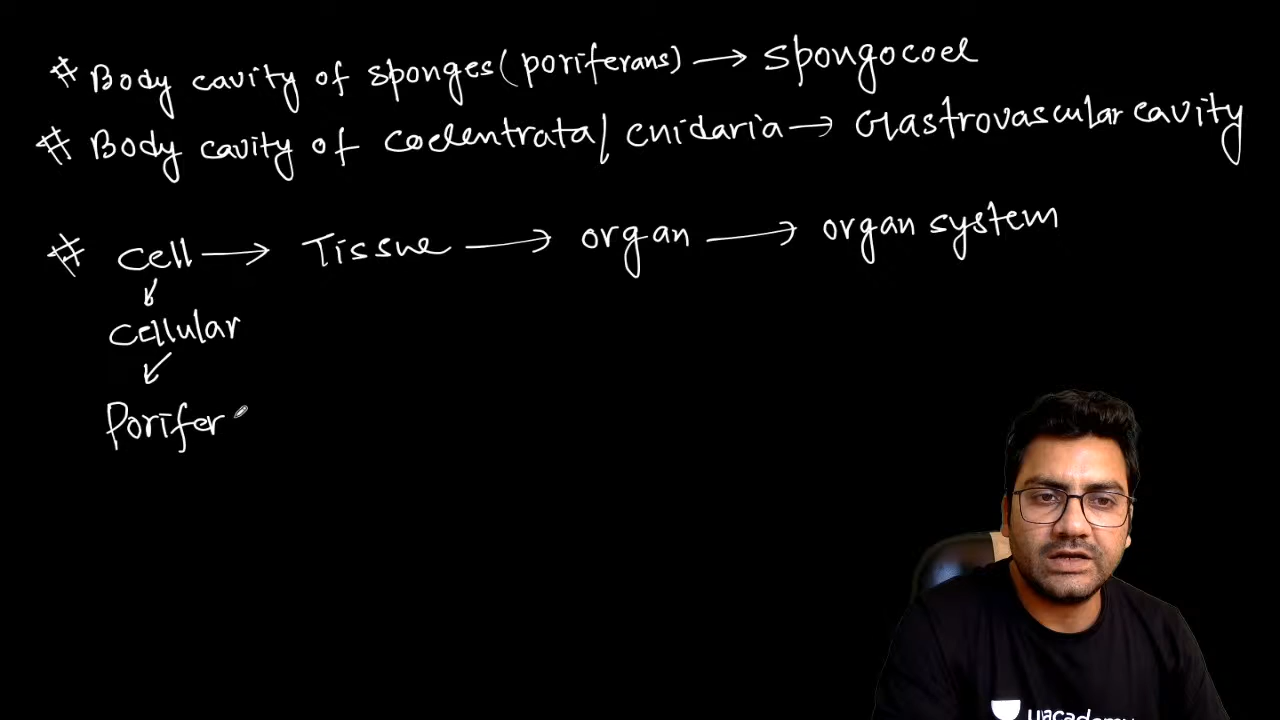 # Body cavity of sponges (poriferans) → spongocoel
# Body cavity of coelentrata / cnidaria → Gastrovascular cavity
# cell → Tissue → organ → organ system
↓
cellular
↓
Porifer
unacademy